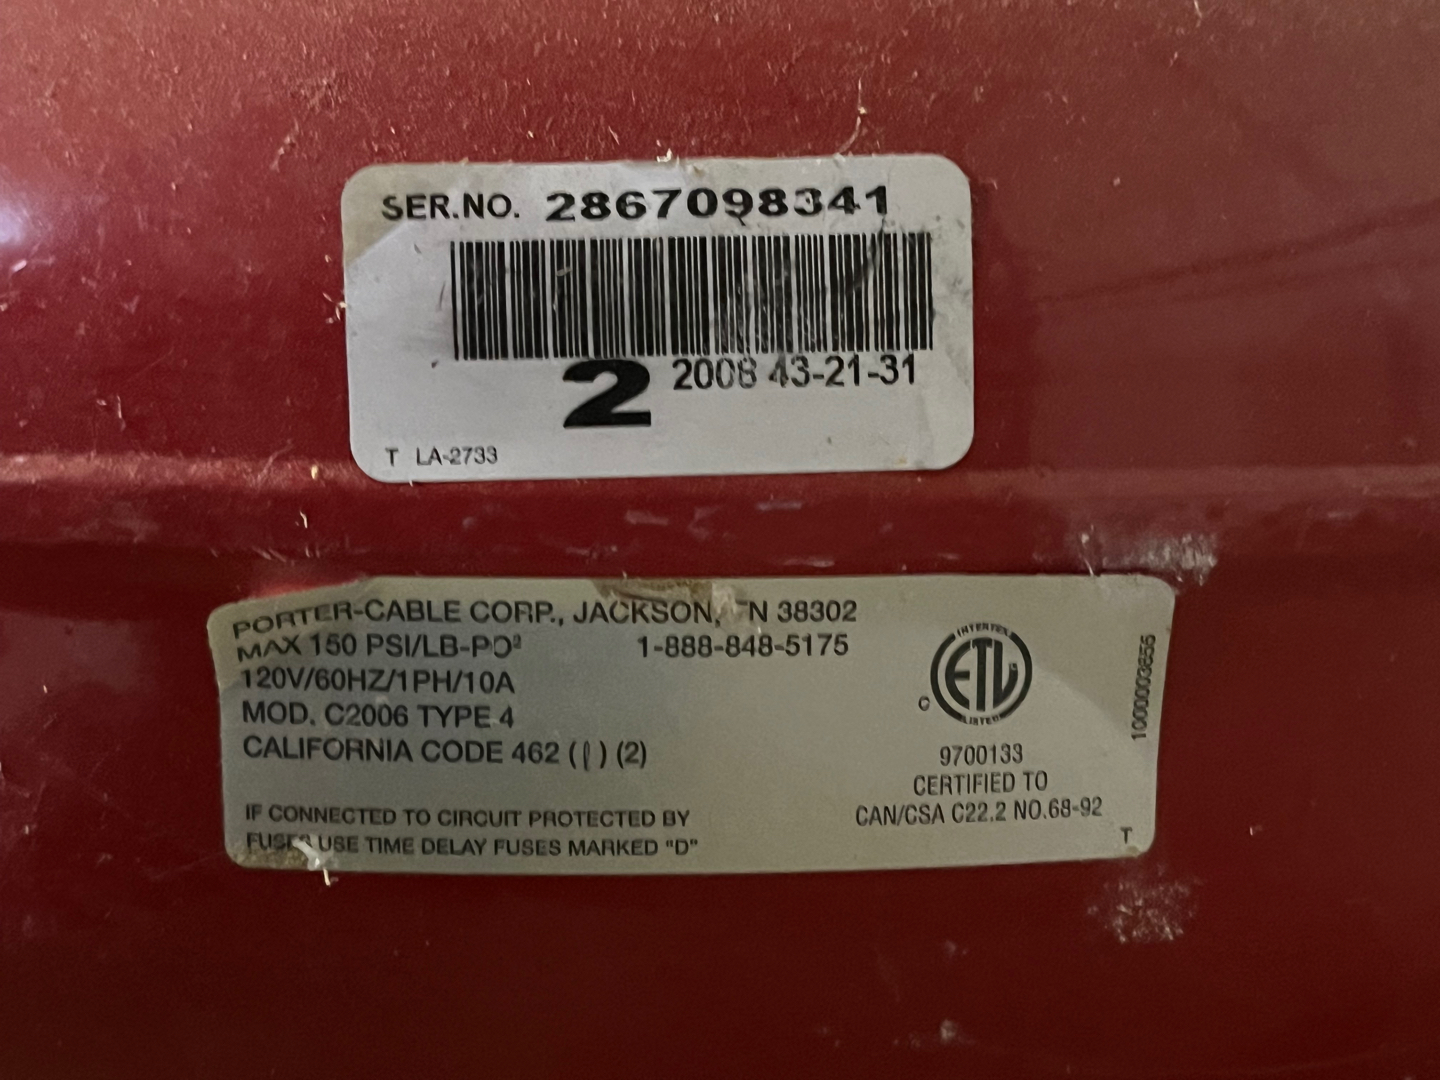 SER.NO. 2867098341
2 2008 43-21-31
T LA-2733
PORTER-CABLE CORP., JACKSON, TN 38302
MAX 150 PSI/LB-PO² 1-888-848-5175
120V/60HZ/1PH/10A
MOD. C2006 TYPE 4
CALIFORNIA CODE 462 (l) (2)
IF CONNECTED TO CIRCUIT PROTECTED BY
FUSES USE TIME DELAY FUSES MARKED "D"
INTERTEK
ETL
C
LISTED
9700133
CERTIFIED TO
CAN/CSA C22.2 NO.68-92
T
1000003655